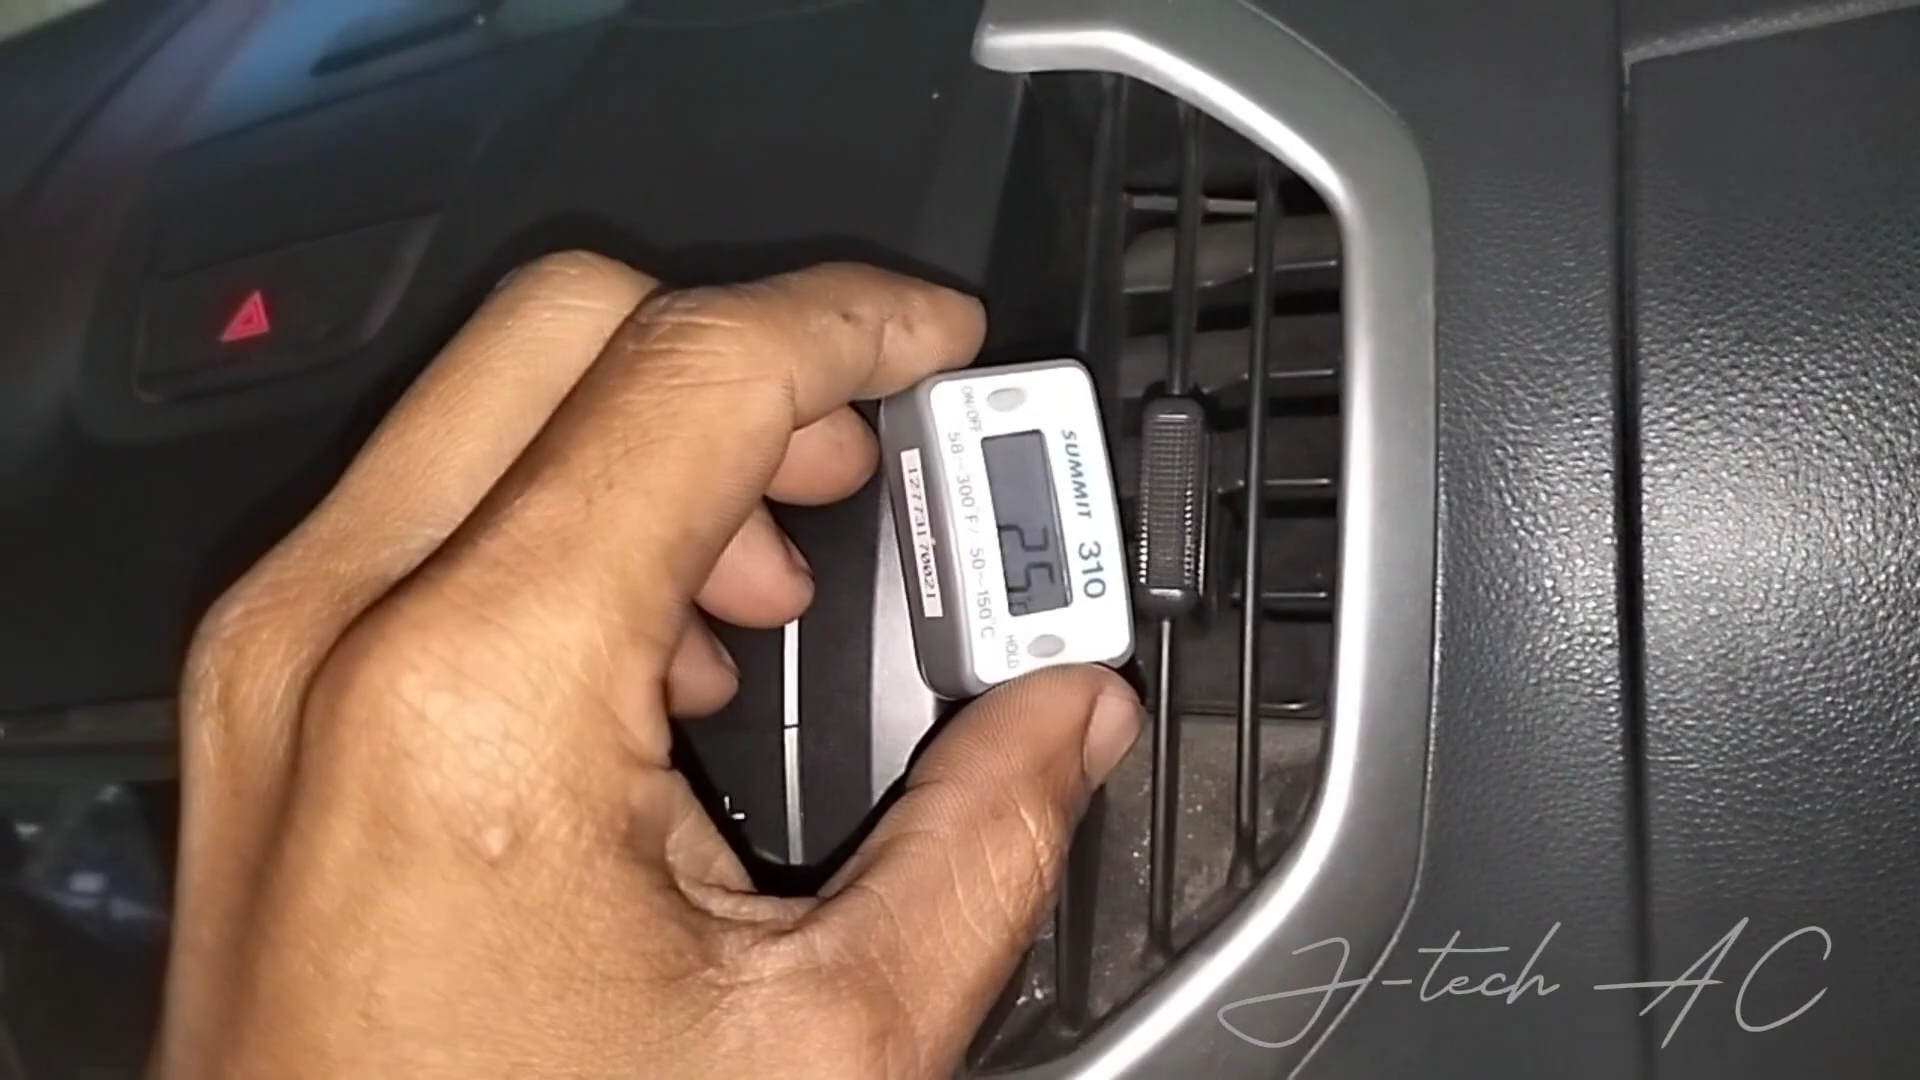 SUMMIT 310
25
ON/OFF
HOLD
58~300°F / 50~150°C
J-tech AC